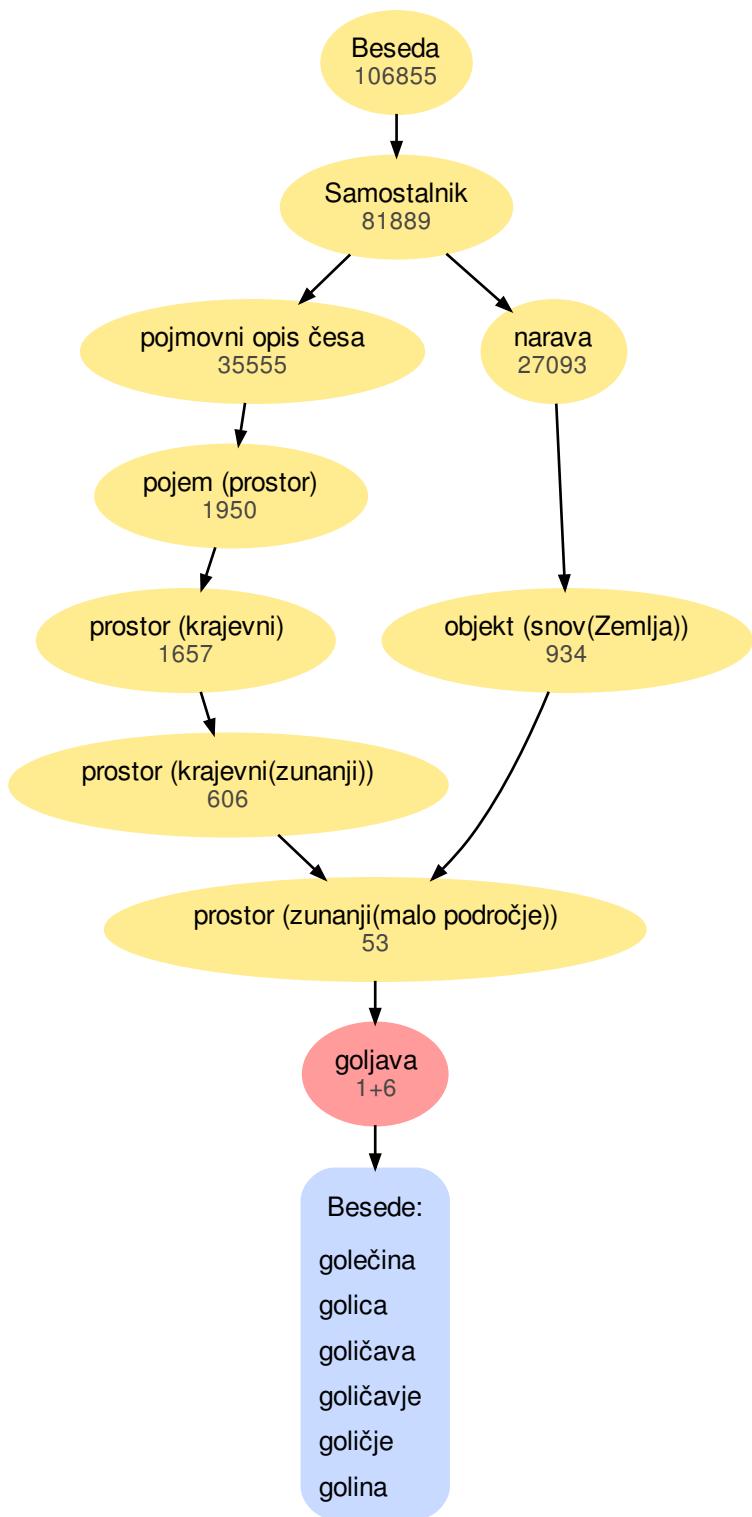 Beseda
106855
Samostalnik
81889
pojmovni opis česa
35555
narava
27093
pojem (prostor)
1950
prostor (krajevni)
1657
objekt (snov(Zemlja))
934
prostor (krajevni(zunanji))
606
prostor (zunanji(malo področje))
53
goljava
1+6
Besede:
golečina
golica
goličava
goličavje
goličje
golina